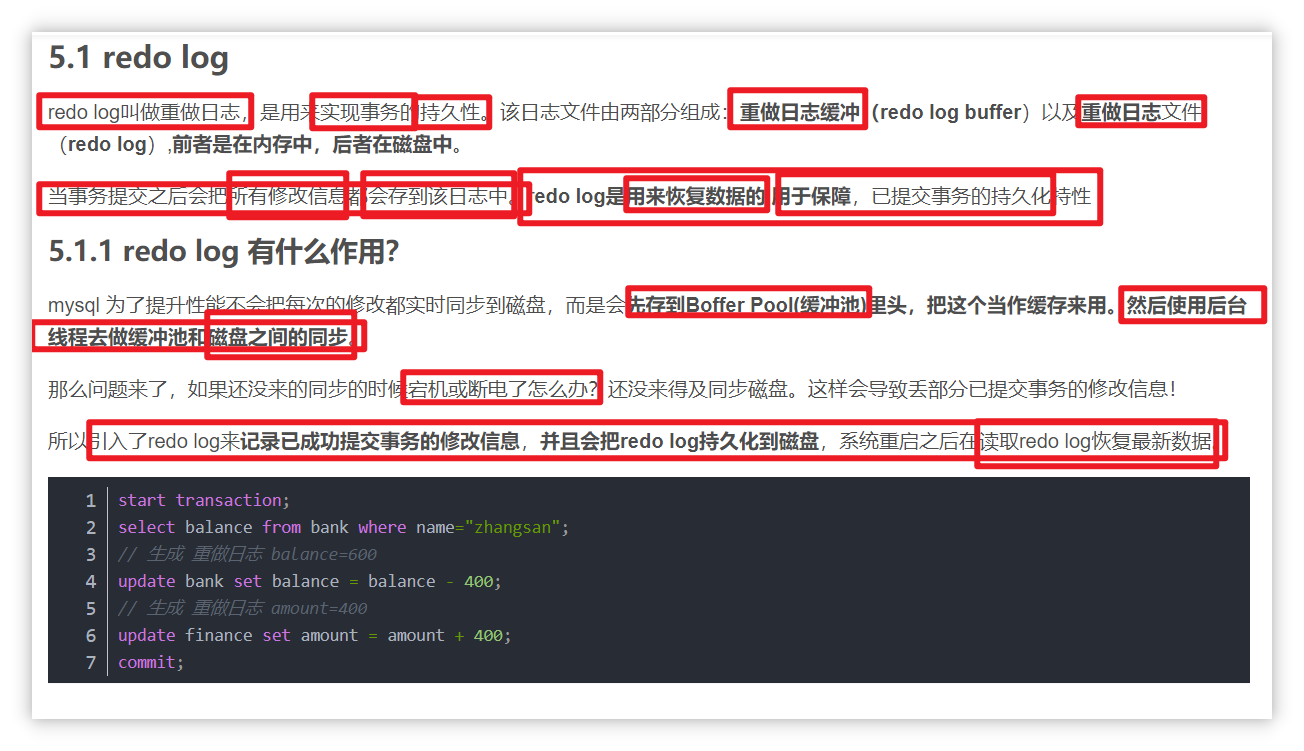 5.1 redo log
redo log叫做重做日志，是用来实现事务的持久性。该日志文件由两部分组成：重做日志缓冲（redo log buffer）以及重做日志文件
（redo log）,前者是在内存中，后者在磁盘中。
当事务提交之后会把所有修改信息都会存到该日志中。redo log是用来恢复数据的 用于保障，已提交事务的持久化特性
5.1.1 redo log 有什么作用？
mysql 为了提升性能不会把每次的修改都实时同步到磁盘，而是会先存到Boffer Pool(缓冲池)里头，把这个当作缓存来用。然后使用后台
线程去做缓冲池和磁盘之间的同步。
那么问题来了，如果还没来的同步的时候宕机或断电了怎么办？还没来得及同步磁盘。这样会导致丢部分已提交事务的修改信息！
所以引入了redo log来记录已成功提交事务的修改信息，并且会把redo log持久化到磁盘，系统重启之后在读取redo log恢复最新数据。
1 start transaction;
2 select balance from bank where name="zhangsan";
3 // 生成 重做日志 balance=600
4 update bank set balance = balance - 400;
5 // 生成 重做日志 amount=400
6 update finance set amount = amount + 400;
7 commit;